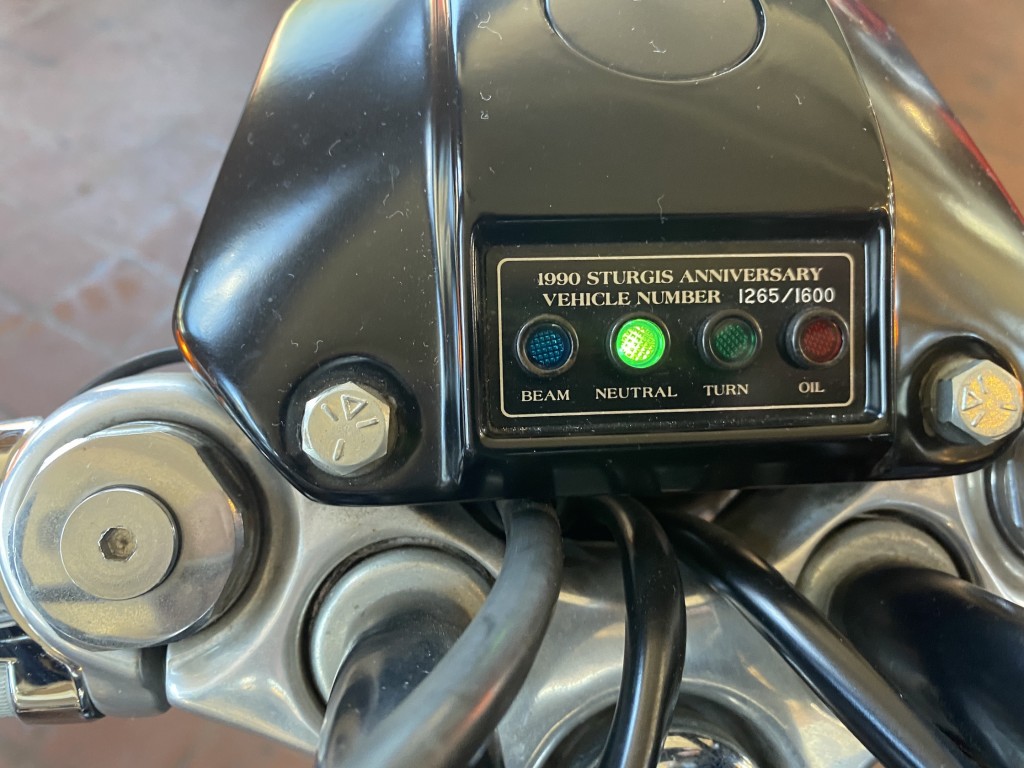 1990 STURGIS ANNIVERSARY
VEHICLE NUMBER 1265/1600
BEAM NEUTRAL TURN OIL